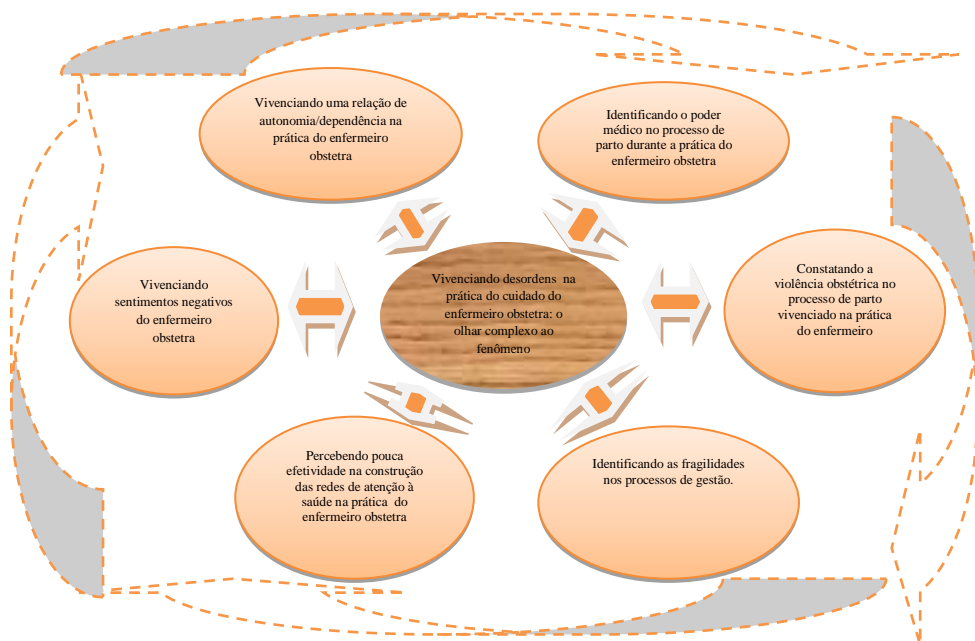 Vivenciando uma relação de
autonomia/dependência na
prática do enfermeiro
obstetra
Identificando o poder
médico no processo de
parto durante a prática do
enfermeiro obstetra
Vivenciando
sentimentos negativos
do enfermeiro
obstetra
Vivenciando desordens na
prática do cuidado do
enfermeiro obstetra: o
olhar complexo ao
fenômeno
Constatando a
violência obstétrica no
processo de parto
vivenciado na prática
do enfermeiro
Percebendo pouca
efetividade na construção
das redes de atenção à
saúde na prática do
enfermeiro obstetra
Identificando as fragilidades
nos processos de gestão.